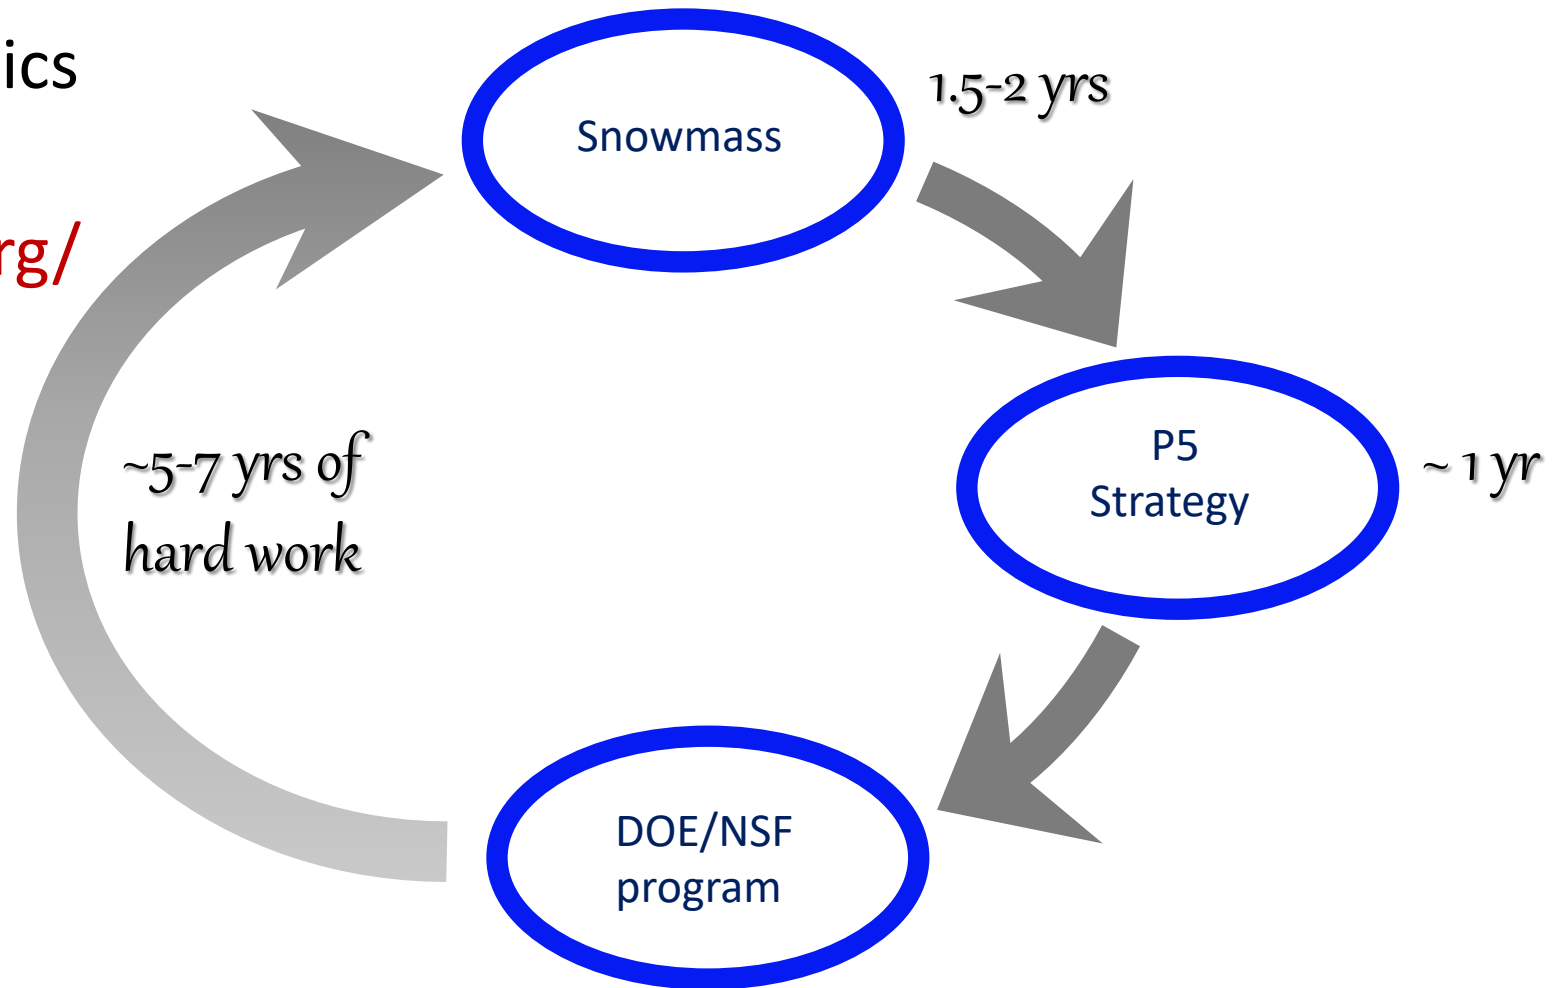 ics
rg/
Snowmass
1.5-2 yrs
P5
Strategy
~ 1 yr
~5-7 yrs of
hard work
DOE/NSF
program